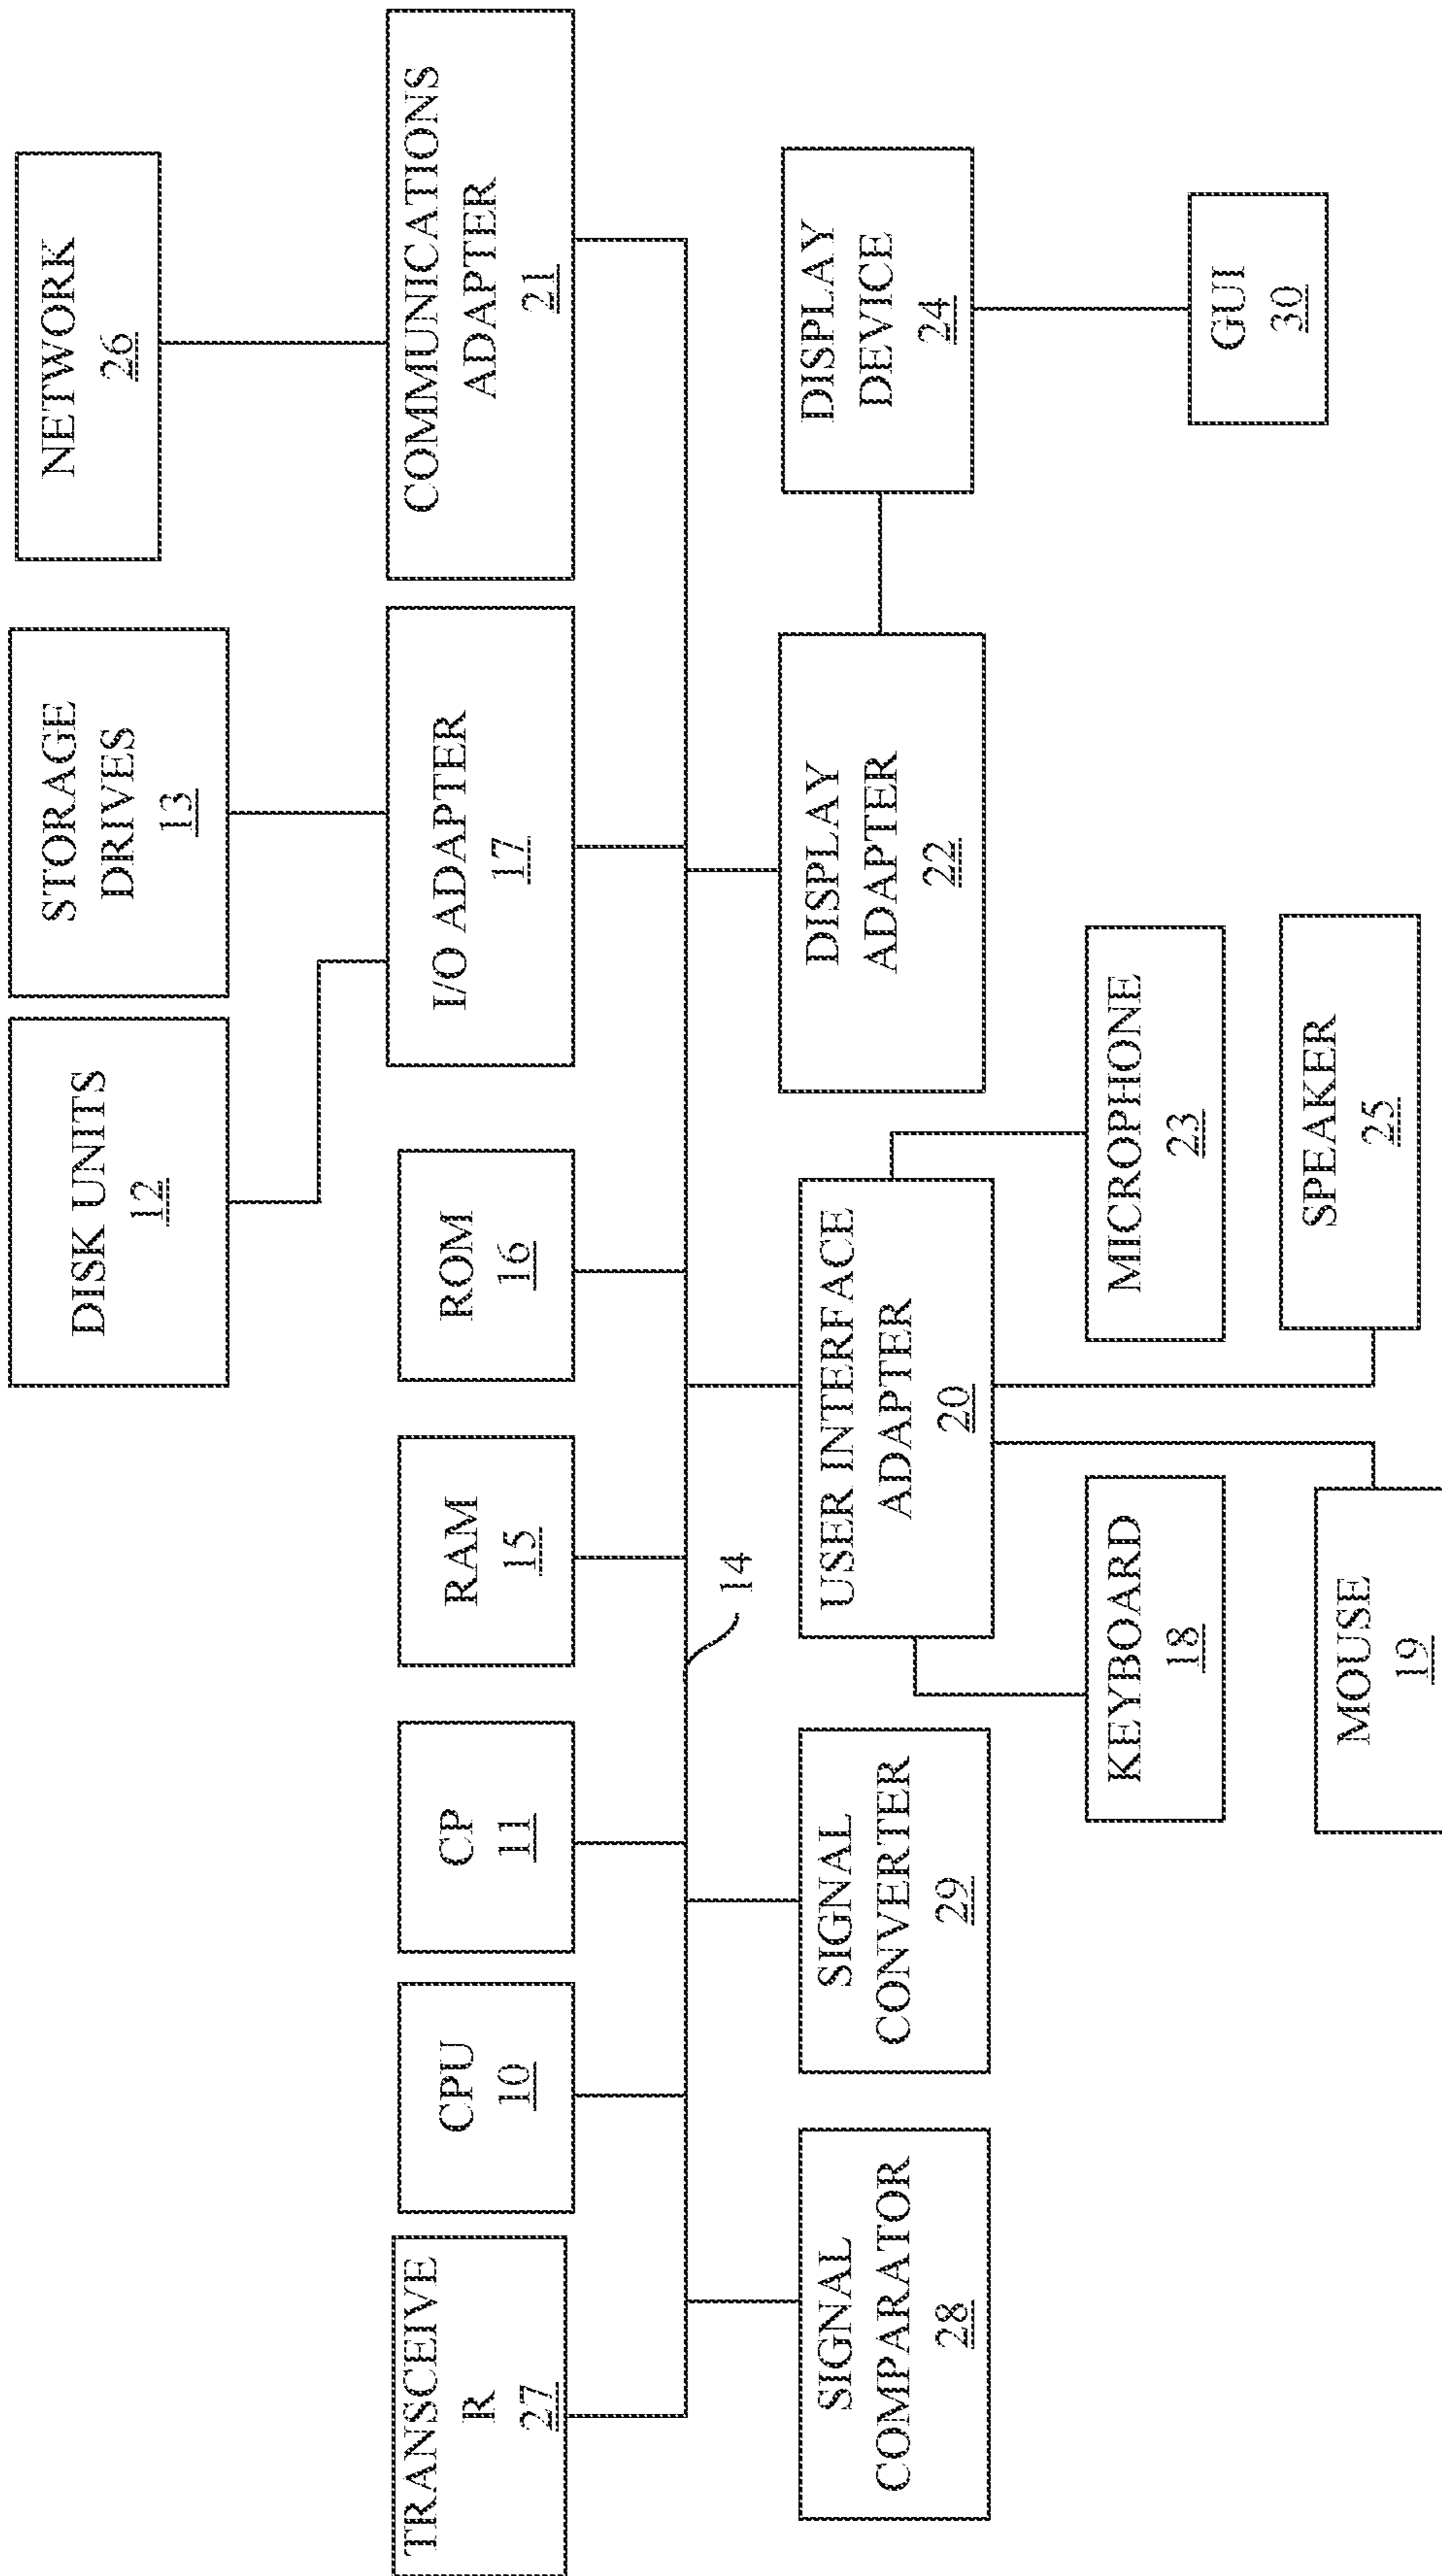 DISK UNITS
12
STORAGE
DRIVES
13
NETWORK
26
TRANSCEIVE
R
27
CPU
10
CP
11
RAM
15
ROM
16
I/O ADAPTER
17
COMMUNICATIONS
ADAPTER
21
14
SIGNAL
COMPARATOR
28
SIGNAL
CONVERTER
29
USER INTERFACE
ADAPTER
20
DISPLAY
ADAPTER
22
DISPLAY
DEVICE
24
KEYBOARD
18
MICROPHONE
23
GUI
30
MOUSE
19
SPEAKER
25